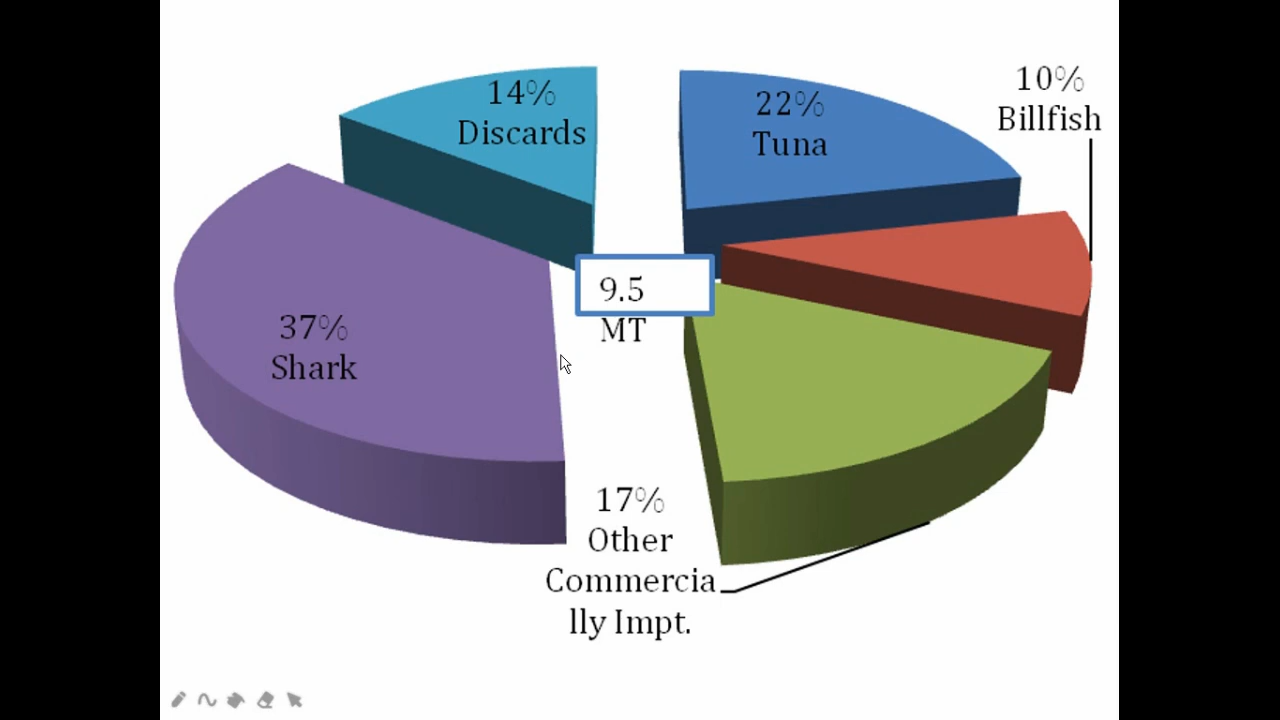 14%
Discards
22%
Tuna
10%
Billfish
37%
Shark
9.5
MT
17%
Other
Commercia
lly Impt.